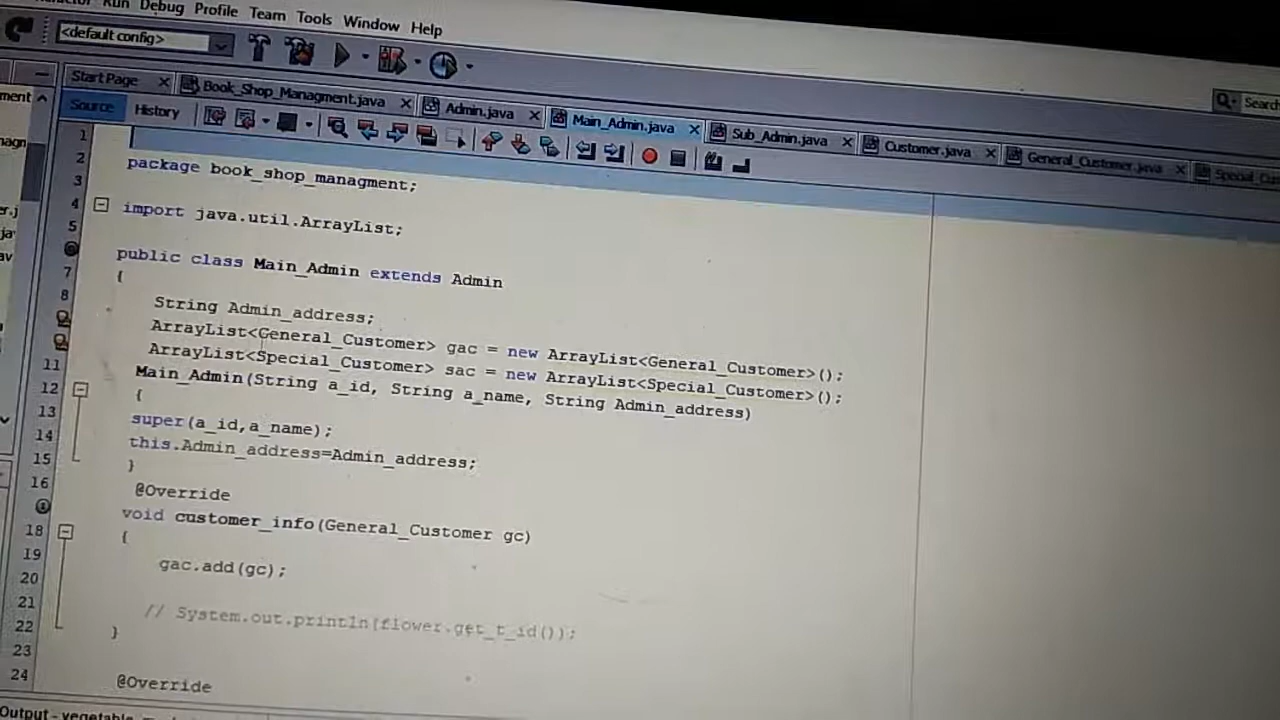 Run Debug Profile Team Tools Window Help
<default config>
Search
Start Page Book_Shop_Managment.java Admin.java Main_Admin.java Sub_Admin.java Customer.java General_Customer.java
Source History
1
2 package book_shop_managment;
3
4 import java.util.ArrayList;
5
public class Main_Admin extends Admin
7 {
8 String Admin_address;
ArrayList<General_Customer> gac = new ArrayList<General_Customer>();
ArrayList<Special_Customer> sac = new ArrayList<Special_Customer>();
11 Main_Admin(String a_id, String a_name, String Admin_address)
12 {
13 super(a_id,a_name);
14 this.Admin_address=Admin_address;
15 }
16 @Override
void customer_info(General_Customer gc)
18 {
19 gac.add(gc);
20
21 // System.out.println(flower.get_t_id());
22 }
23
24 @Override